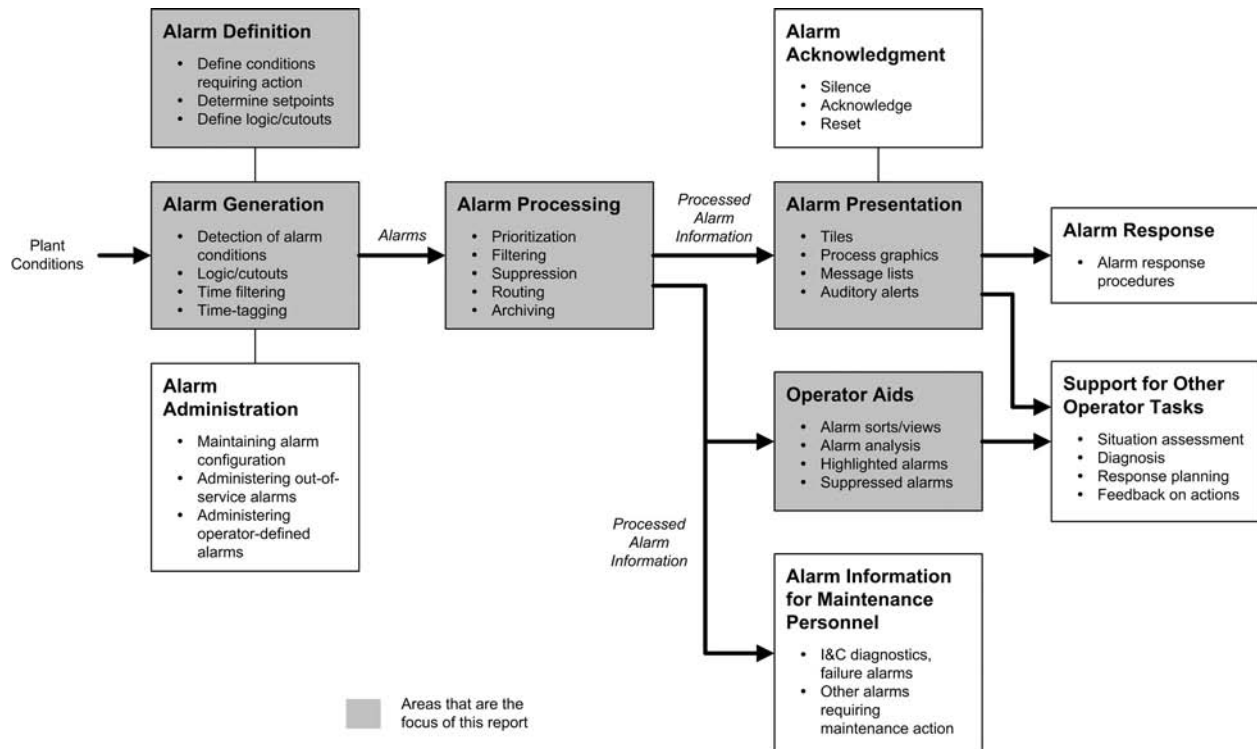 Alarm Definition
• Define conditions
requiring action
• Determine setpoints
• Define logic/cutouts
Alarm
Acknowledgment
• Silence
• Acknowledge
• Reset
Plant
Conditions
Alarm Generation
• Detection of alarm
conditions
• Logic/cutouts
• Time filtering
• Time-tagging
Alarms
Alarm Processing
• Prioritization
• Filtering
• Suppression
• Routing
• Archiving
Processed
Alarm
Information
Alarm Presentation
• Tiles
• Process graphics
• Message lists
• Auditory alerts
Alarm Response
• Alarm response
procedures
Alarm
Administration
• Maintaining alarm
configuration
• Administering out-of-
service alarms
• Administering
operator-defined
alarms
Operator Aids
• Alarm sorts/views
• Alarm analysis
• Highlighted alarms
• Suppressed alarms
Support for Other
Operator Tasks
• Situation assessment
• Diagnosis
• Response planning
• Feedback on actions
Processed
Alarm
Information
Alarm Information
for Maintenance
Personnel
• I&C diagnostics,
failure alarms
• Other alarms
requiring
maintenance action
Areas that are the
focus of this report